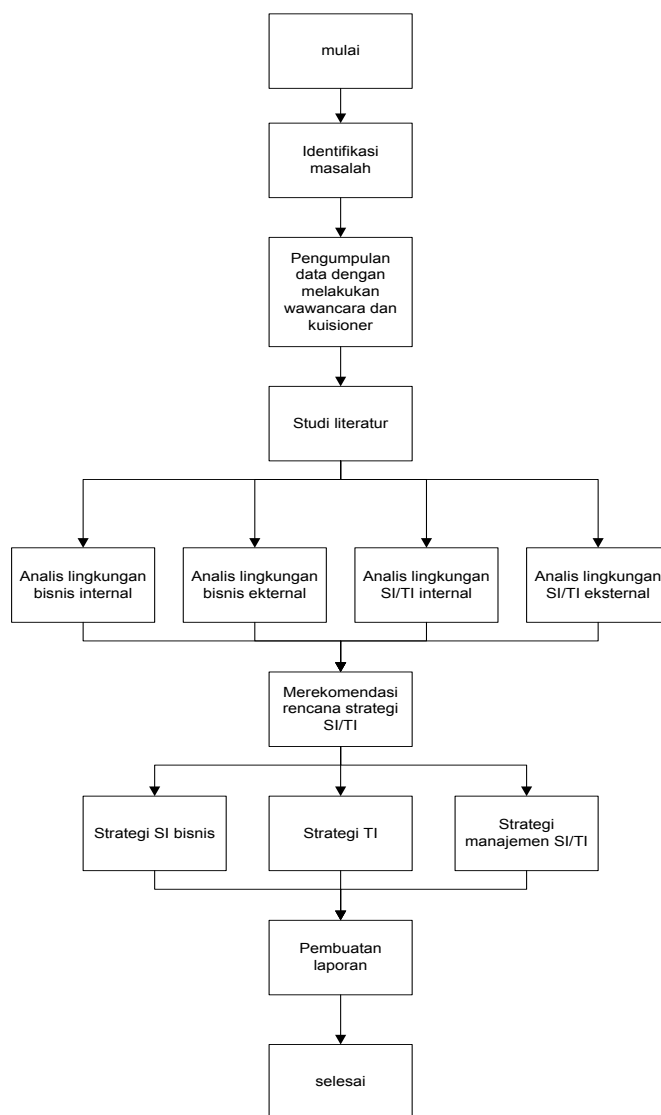 mulai
Identifikasi
masalah
Pengumpulan
data dengan
melakukan
wawancara dan
kuisioner
Studi literatur
Analis lingkungan
bisnis internal
Analis lingkungan
bisnis ekternal
Analis lingkungan
SI/TI internal
Analis lingkungan
SI/TI eksternal
Merekomendasi
rencana strategi
SI/TI
Strategi SI bisnis
Strategi TI
Strategi
manajemen SI/TI
Pembuatan
laporan
selesai